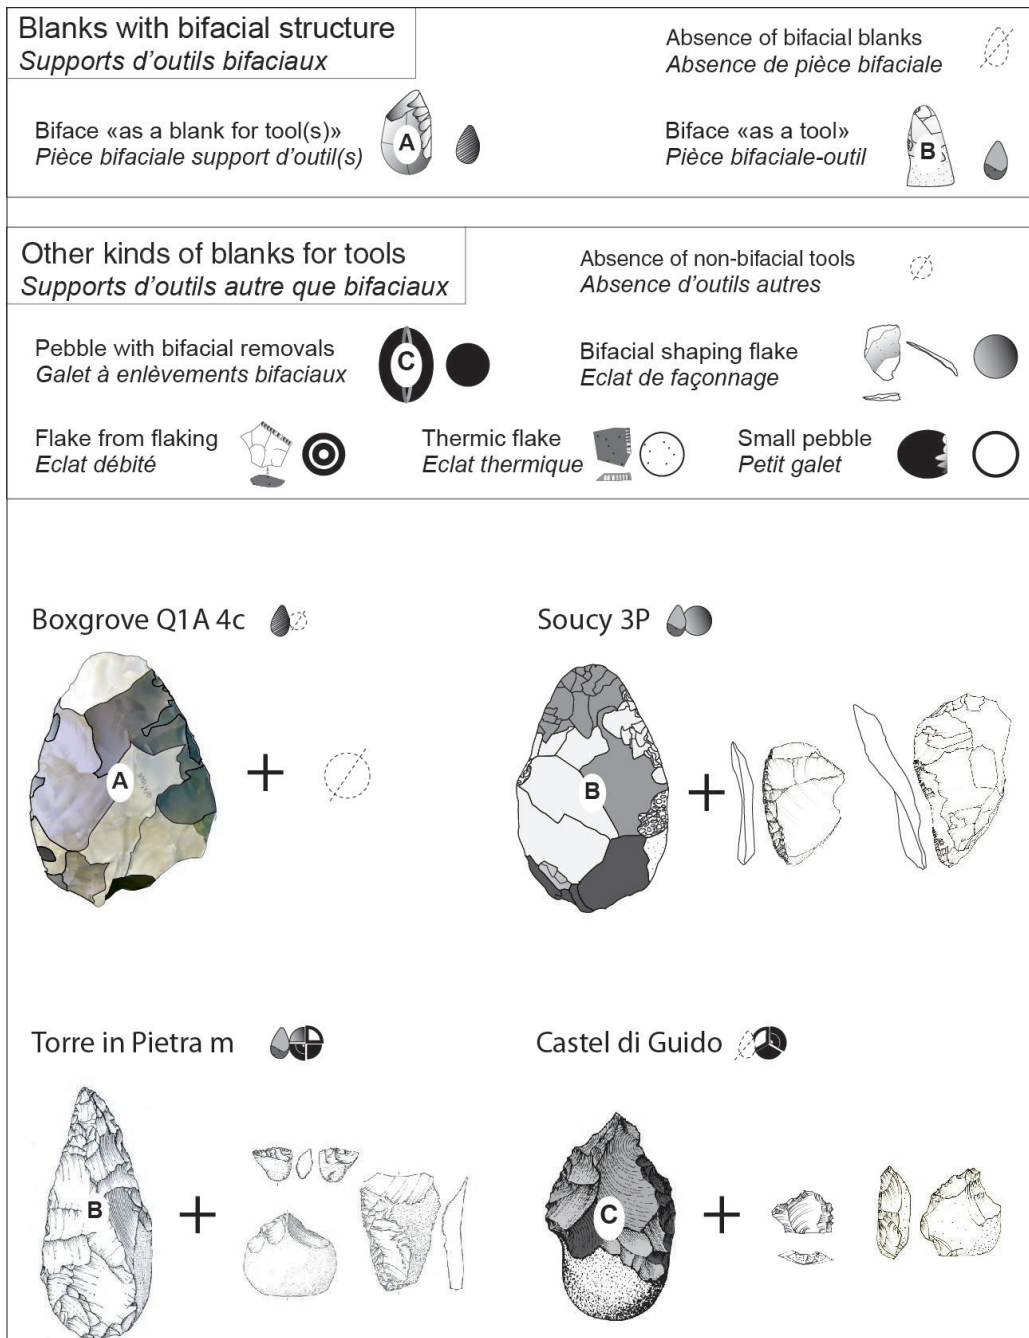 Blanks with bifacial structure
Supports d'outils bifaciaux
Absence of bifacial blanks
Absence de pièce bifaciale
Biface «as a blank for tool(s)»
Pièce bifaciale support d'outil(s)
A
Biface «as a tool»
Pièce bifaciale-outil
B
Other kinds of blanks for tools
Supports d'outils autre que bifaciaux
Absence of non-bifacial tools
Absence d'outils autres
Pebble with bifacial removals
Galet à enlèvements bifaciaux
C
Bifacial shaping flake
Eclat de façonnage
Flake from flaking
Eclat débité
Thermic flake
Eclat thermique
Small pebble
Petit galet
Boxgrove Q1A 4c
A
+
Soucy 3P
B
+
Torre in Pietra m
B
+
Castel di Guido
C
+